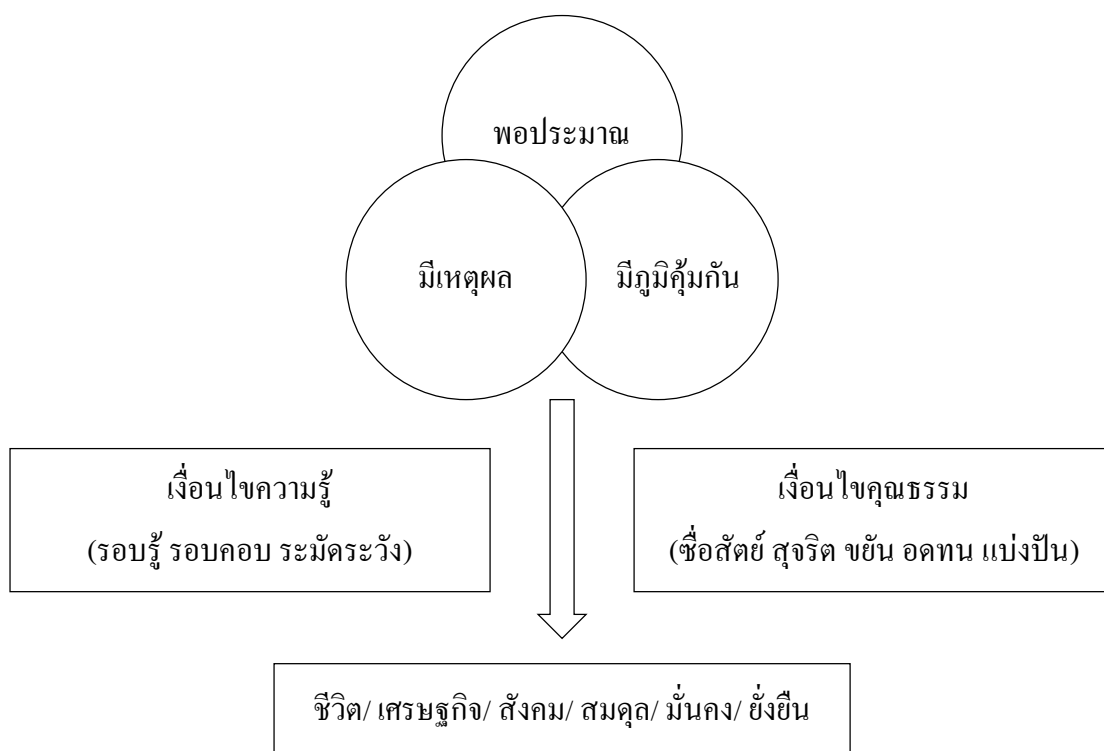 พอประมาณ
มีเหตุผล
มีภูมิคุ้มกัน
เงื่อนไขความรู้
(รอบรู้ รอบคอบ ระมัดระวัง)
เงื่อนไขคุณธรรม
(ซื่อสัตย์ สุจริต ขยัน อดทน แบ่งปัน)
ชีวิต/ เศรษฐกิจ/ สังคม/ สมดุล/ มั่นคง/ ยั่งยืน